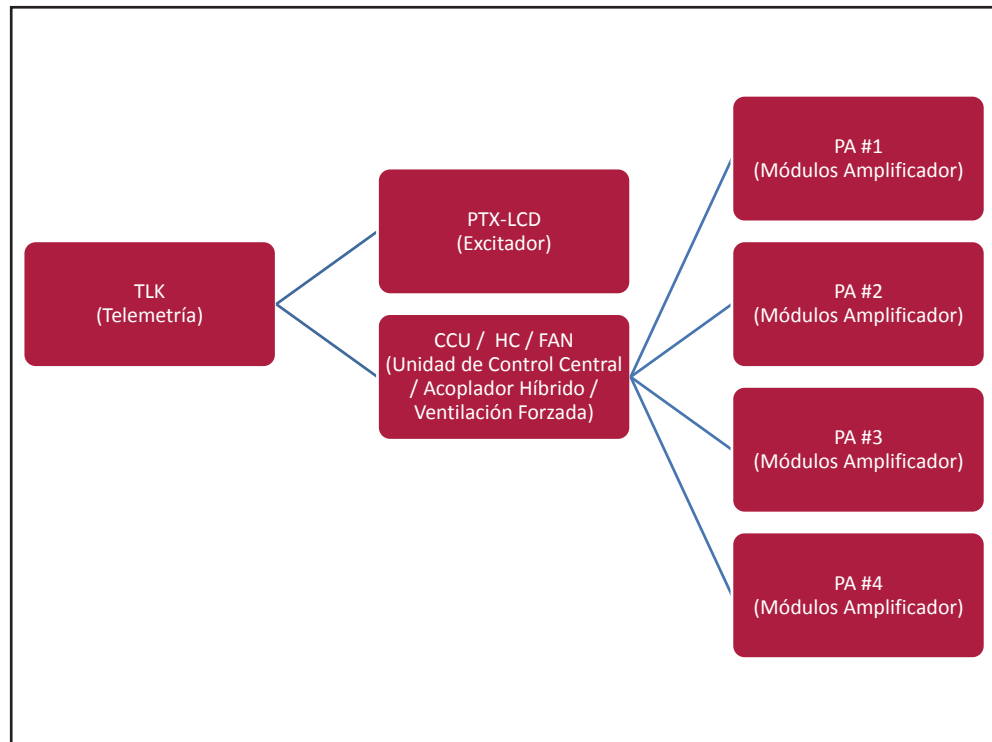 TLK
(Telemetría)
PTX-LCD
(Excitador)
CCU / HC / FAN
(Unidad de Control Central
/ Acoplador Híbrido /
Ventilación Forzada)
PA #1
(Módulos Amplificador)
PA #2
(Módulos Amplificador)
PA #3
(Módulos Amplificador)
PA #4
(Módulos Amplificador)